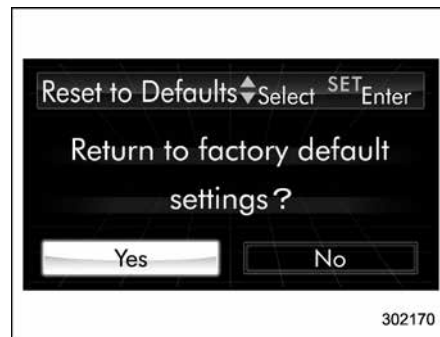 Reset to Defaults Select SET Enter
Return to factory default
settings?
Yes No
302170